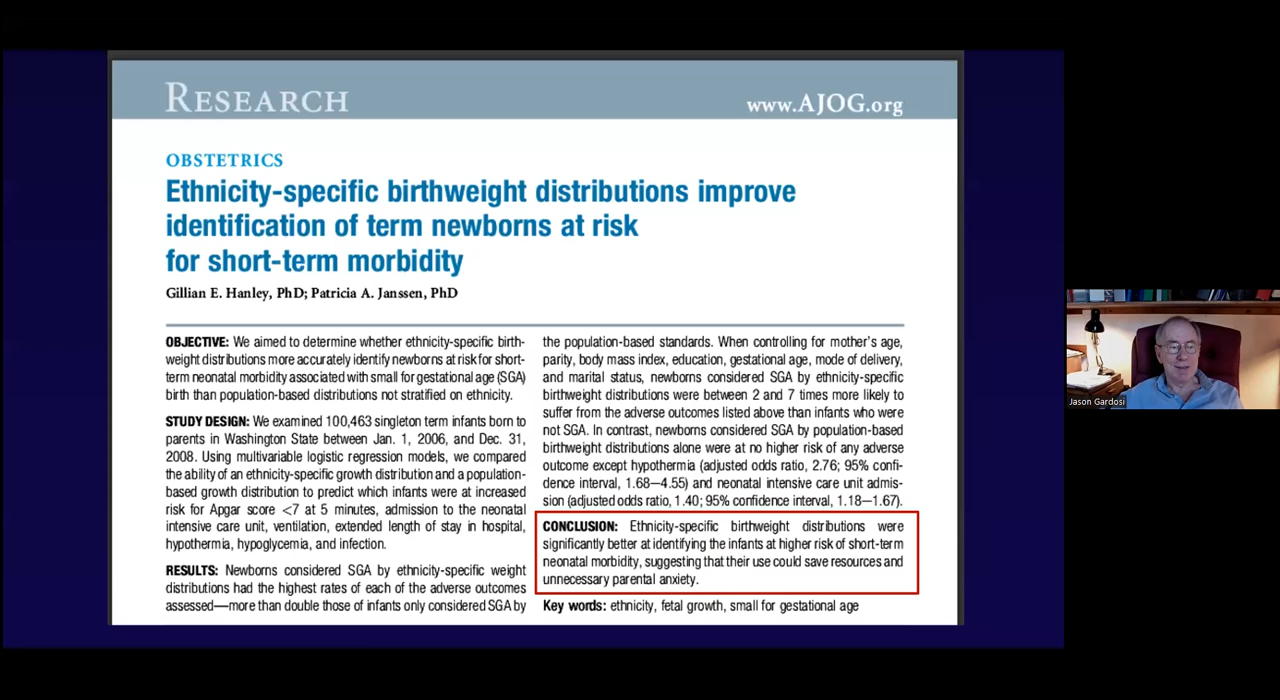 RESEARCH
www.AJOG.org
OBSTETRICS
Ethnicity-specific birthweight distributions improve
identification of term newborns at risk
for short-term morbidity
Gillian E. Hanley, PhD; Patricia A. Janssen, PhD
OBJECTIVE: We aimed to determine whether ethnicity-specific birth-
weight distributions more accurately identify newborns at risk for short-
term neonatal morbidity associated with small for gestational age (SGA)
birth than population-based distributions not stratified on ethnicity.
STUDY DESIGN: We examined 100,463 singleton term infants born to
parents in Washington State between Jan. 1, 2006, and Dec. 31,
2008. Using multivariable logistic regression models, we compared
the ability of an ethnicity-specific growth distribution and a population-
based growth distribution to predict which infants were at increased
risk for Apgar score <7 at 5 minutes, admission to the neonatal
intensive care unit, ventilation, extended length of stay in hospital,
hypothermia, hypoglycemia, and infection.
RESULTS: Newborns considered SGA by ethnicity-specific weight
distributions had the highest rates of each of the adverse outcomes
assessed—more than double those of infants only considered SGA by
the population-based standards. When controlling for mother's age,
parity, body mass index, education, gestational age, mode of delivery,
and marital status, newborns considered SGA by ethnicity-specific
birthweight distributions were between 2 and 7 times more likely to
suffer from the adverse outcomes listed above than infants who were
not SGA. In contrast, newborns considered SGA by population-based
birthweight distributions alone were at no higher risk of any adverse
outcome except hypothermia (adjusted odds ratio, 2.76; 95% confi-
dence interval, 1.68–4.55) and neonatal intensive care unit admis-
sion (adjusted odds ratio, 1.40; 95% confidence interval, 1.18–1.67).
CONCLUSION: Ethnicity-specific birthweight distributions were
significantly better at identifying the infants at higher risk of short-term
neonatal morbidity, suggesting that their use could save resources and
unnecessary parental anxiety.
Key words: ethnicity, fetal growth, small for gestational age
Jason Gardosi